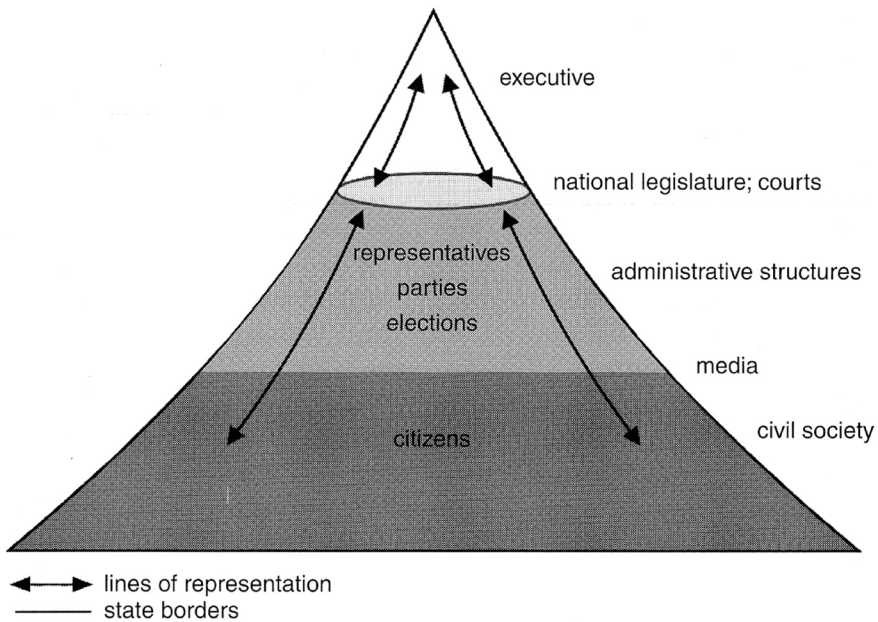 executive
national legislature; courts
representatives
administrative structures
parties
elections
media
civil society
citizens
lines of representation
state borders